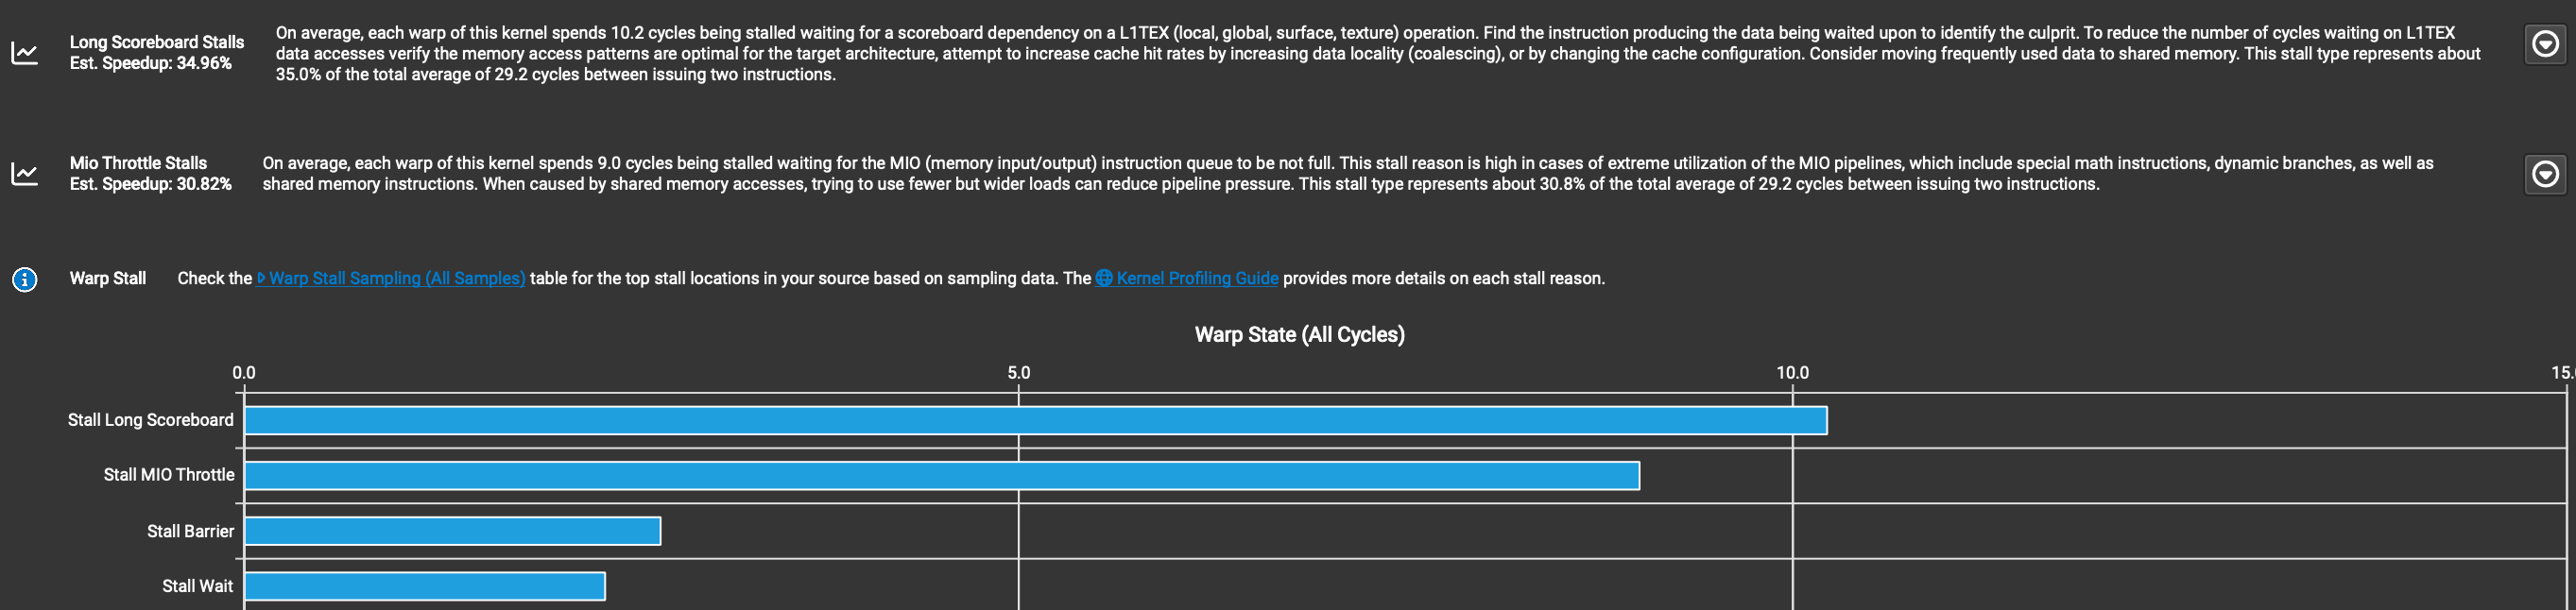 Long Scoreboard Stalls
Est. Speedup: 34.96%
On average, each warp of this kernel spends 10.2 cycles being stalled waiting for a scoreboard dependency on a L1TEX (local, global, surface, texture) operation. Find the instruction producing the data being waited upon to identify the culprit. To reduce the number of cycles waiting on L1TEX
data accesses verify the memory access patterns are optimal for the target architecture, attempt to increase cache hit rates by increasing data locality (coalescing), or by changing the cache configuration. Consider moving frequently used data to shared memory. This stall type represents about
35.0% of the total average of 29.2 cycles between issuing two instructions.
Mio Throttle Stalls
Est. Speedup: 30.82%
On average, each warp of this kernel spends 9.0 cycles being stalled waiting for the MIO (memory input/output) instruction queue to be not full. This stall reason is high in cases of extreme utilization of the MIO pipelines, which include special math instructions, dynamic branches, as well as
shared memory instructions. When caused by shared memory accesses, trying to use fewer but wider loads can reduce pipeline pressure. This stall type represents about 30.8% of the total average of 29.2 cycles between issuing two instructions.
Warp Stall Check the Warp Stall Sampling (All Samples) table for the top stall locations in your source based on sampling data. The Kernel Profiling Guide provides more details on each stall reason.
Warp State (All Cycles)
0.0 5.0 10.0 15.
Stall Long Scoreboard
Stall MIO Throttle
Stall Barrier
Stall Wait